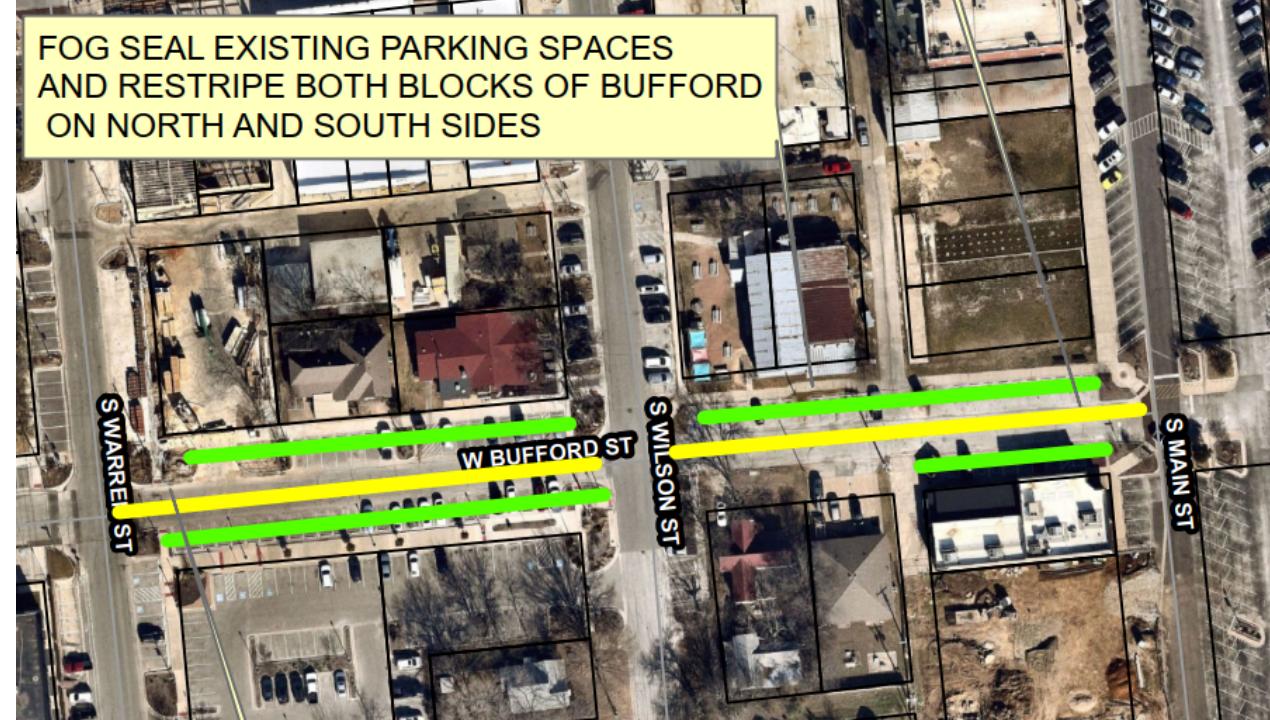 FOG SEAL EXISTING PARKING SPACES
AND RESTRIPE BOTH BLOCKS OF BUFFORD
ON NORTH AND SOUTH SIDES
S WARREN ST
W BUFFORD ST
S WILSON ST
S MAIN ST